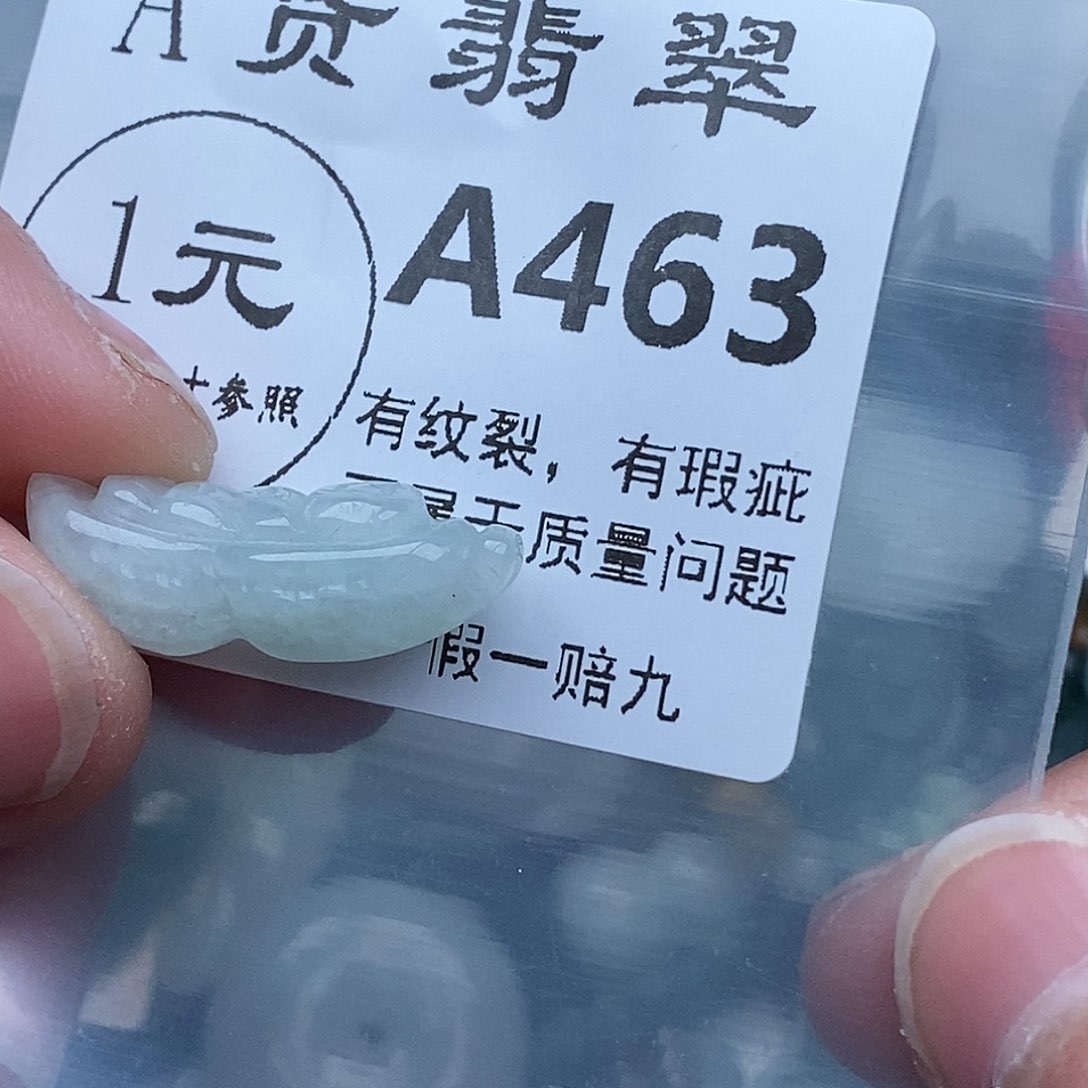 A货翡翠
1元
A463
参照
有纹裂，有瑕疵
属于质量问题
假一赔九